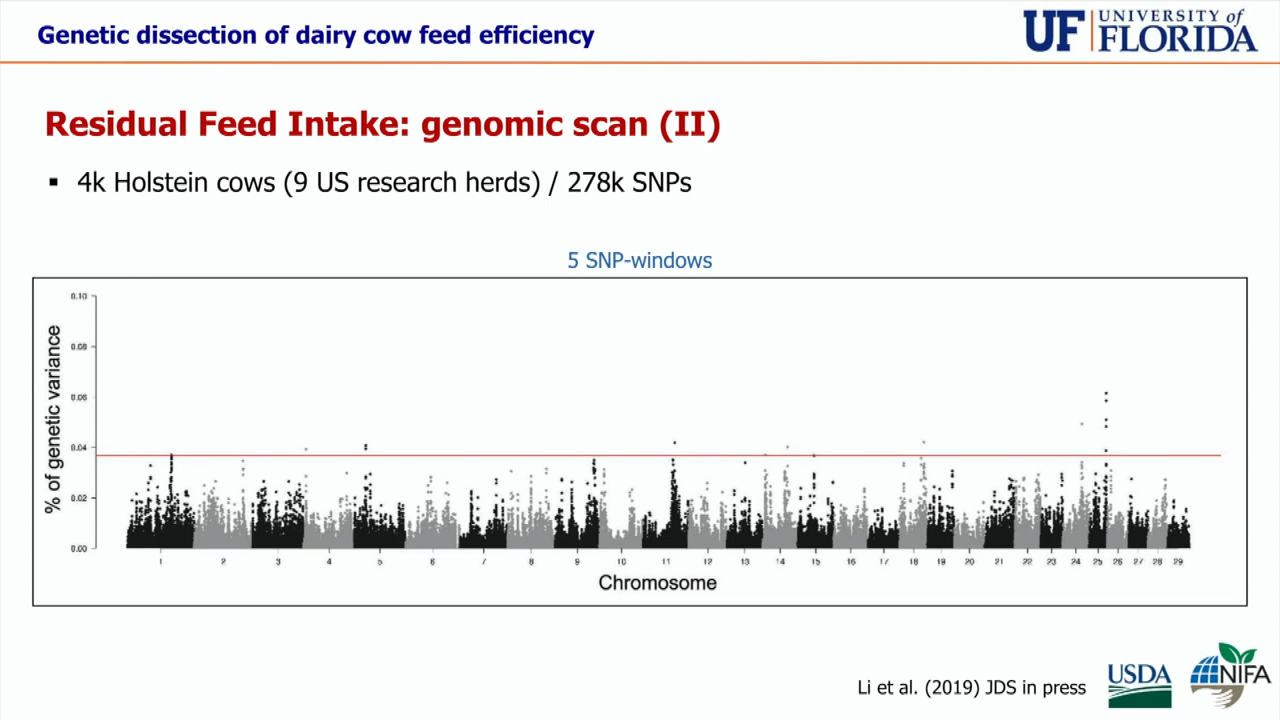 Genetic dissection of dairy cow feed efficiency
UF UNIVERSITY of FLORIDA
Residual Feed Intake: genomic scan (II)
▪ 4k Holstein cows (9 US research herds) / 278k SNPs
5 SNP-windows
% of genetic variance
0.10
0.08
0.06
0.04
0.02
0.00
1 2 3 4 5 6 7 8 9 10 11 12 13 14 15 16 17 18 19 20 21 22 23 24 25 26 27 28 29
Chromosome
Li et al. (2019) JDS in press
USDA
NIFA